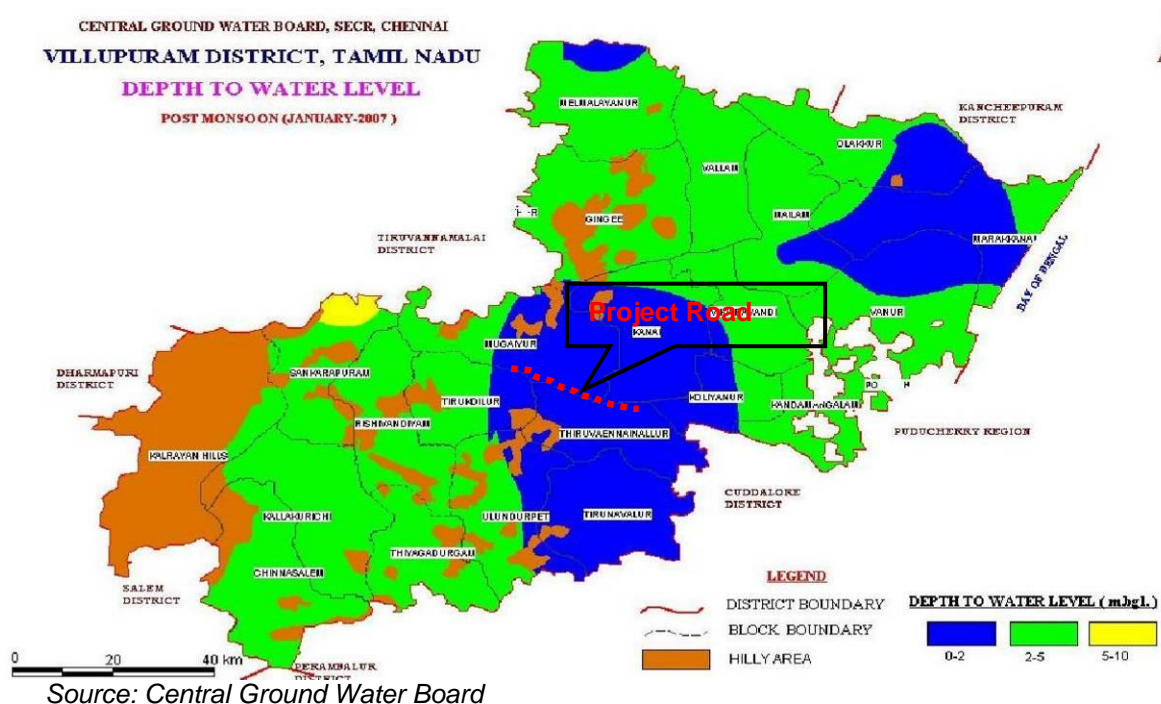 CENTRAL GROUND WATER BOARD, SECR, CHENNAI
VILLUPURAM DISTRICT, TAMIL NADU
DEPTH TO WATER LEVEL
POST MONSOON (JANUARY-2007 )
MELMALAYANUR
KANCHEEPURAM
DISTRICT
OLAKKUR
VALLAM
GINGEE
MAILAM
TIRUVANNAMALAI
DISTRICT
MARAKKANAI
BAY OF BENGAL
Project Road
VANUR
KANAI
MUGAIYUR
DHARMAPURI
DISTRICT
SANKARAPURAM
TIRUKOILUR
KOLIYANUR
KANDAMANGALAM
RISHIVANDIYAM
THIRUVAENNAINALLUR
PUDUCHERRY REGION
KALRAYAN HILLS
CUDDALORE
DISTRICT
KALLAKURICHI
ULUNDURPET
TIRUNAVALUR
THIYAGADURGAM
CHINNASALEM
SALEM
DISTRICT
PERAMBALUR
DISTRICT
0 20 40 km
LEGEND
DISTRICT BOUNDARY
BLOCK BOUNDARY
HILLY AREA
DEPTH TO WATER LEVEL ( m.bgl.)
0-2 2-5 5-10
Source: Central Ground Water Board